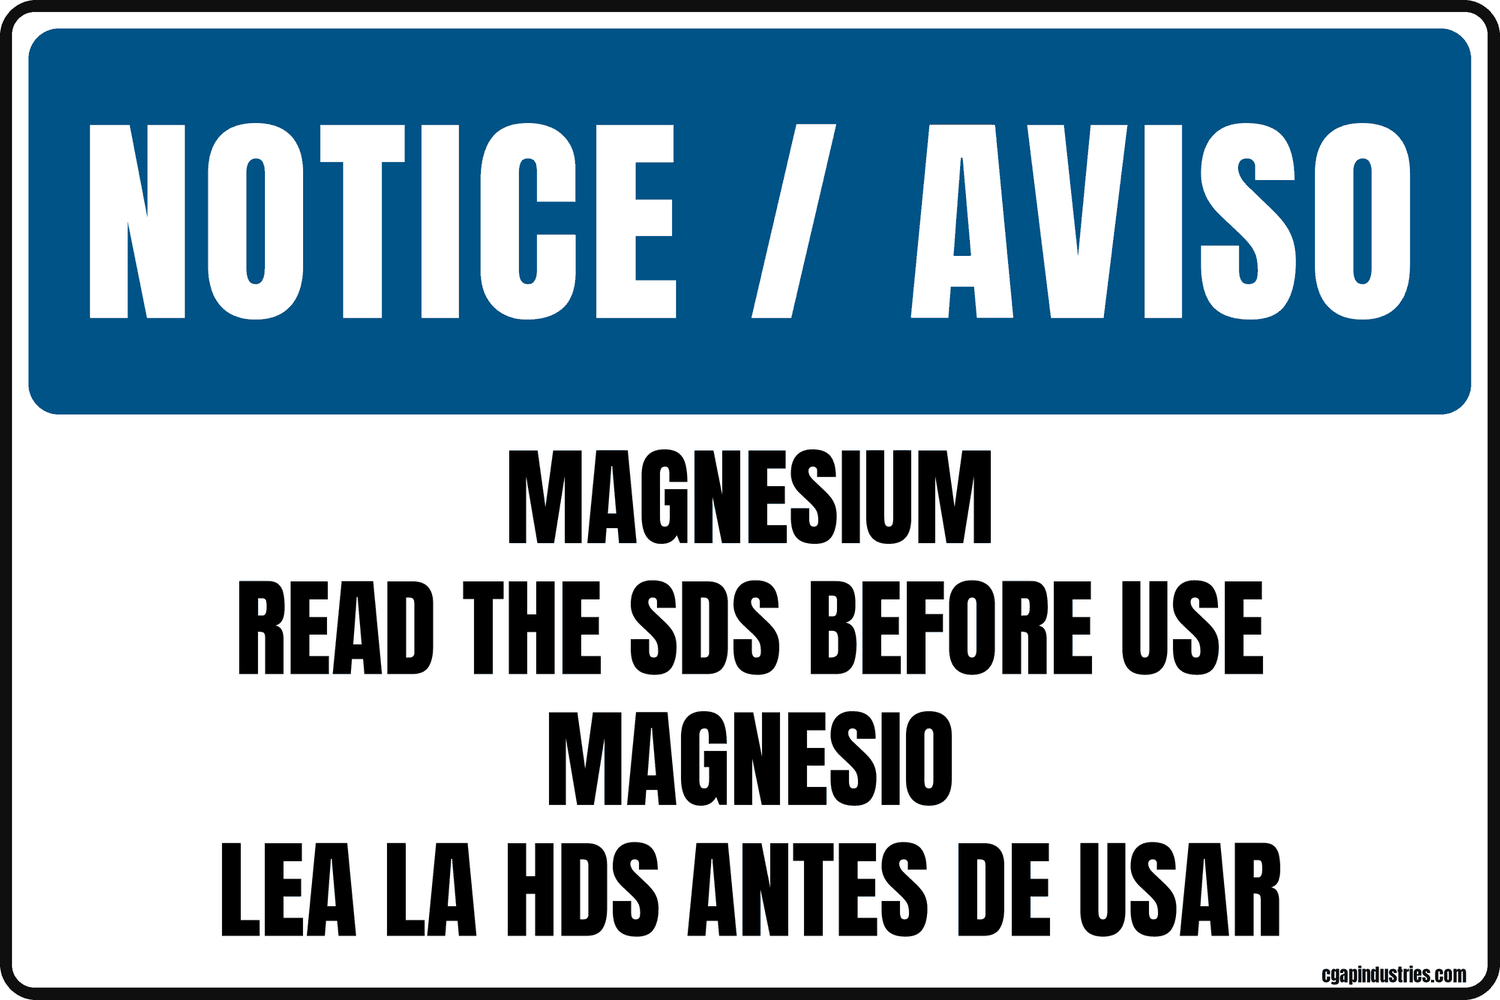 NOTICE / AVISO
MAGNESIUM
READ THE SDS BEFORE USE
MAGNESIO
LEA LA HDS ANTES DE USAR
cgapindustries.com